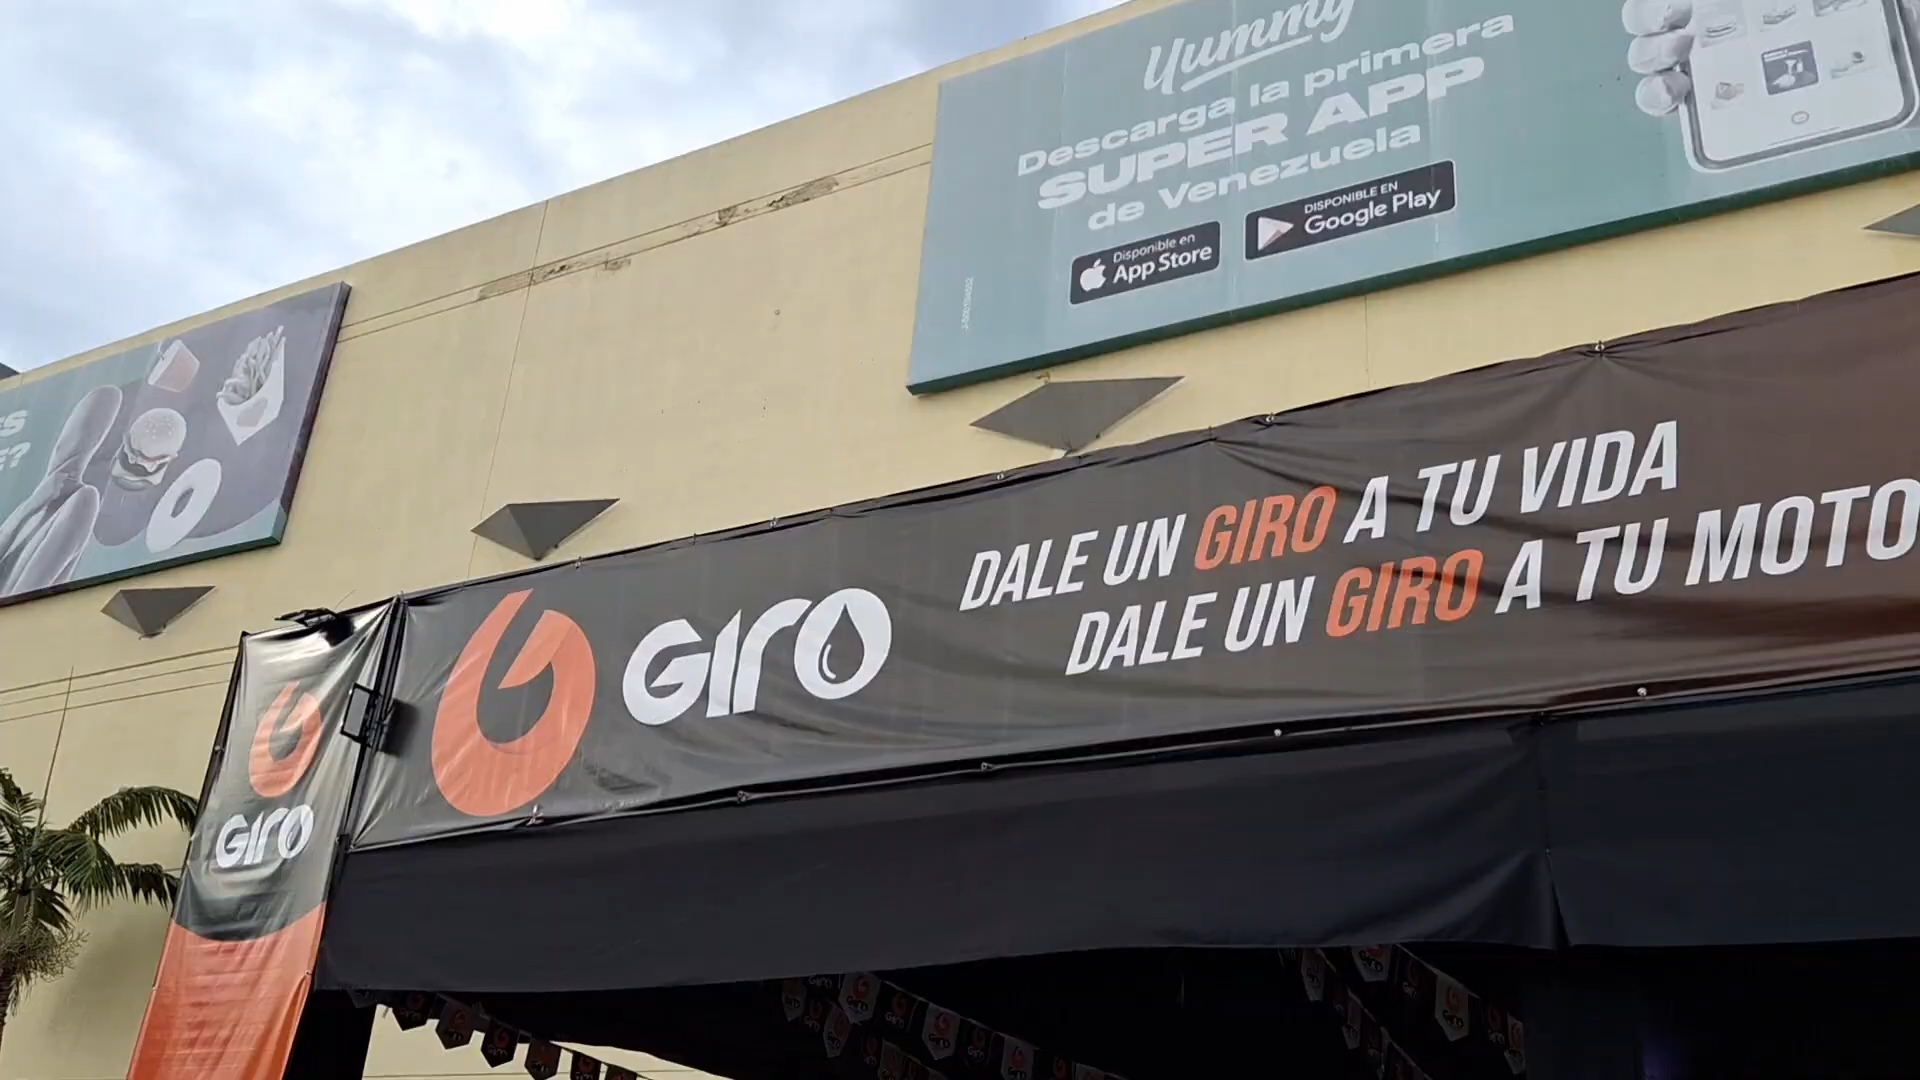 Yummy
Descarga la primera
SUPER APP
de Venezuela
Disponible en
App Store
DISPONIBLE EN
Google Play
GIRO
DALE UN GIRO A TU VIDA
DALE UN GIRO A TU MOTO
GIRO